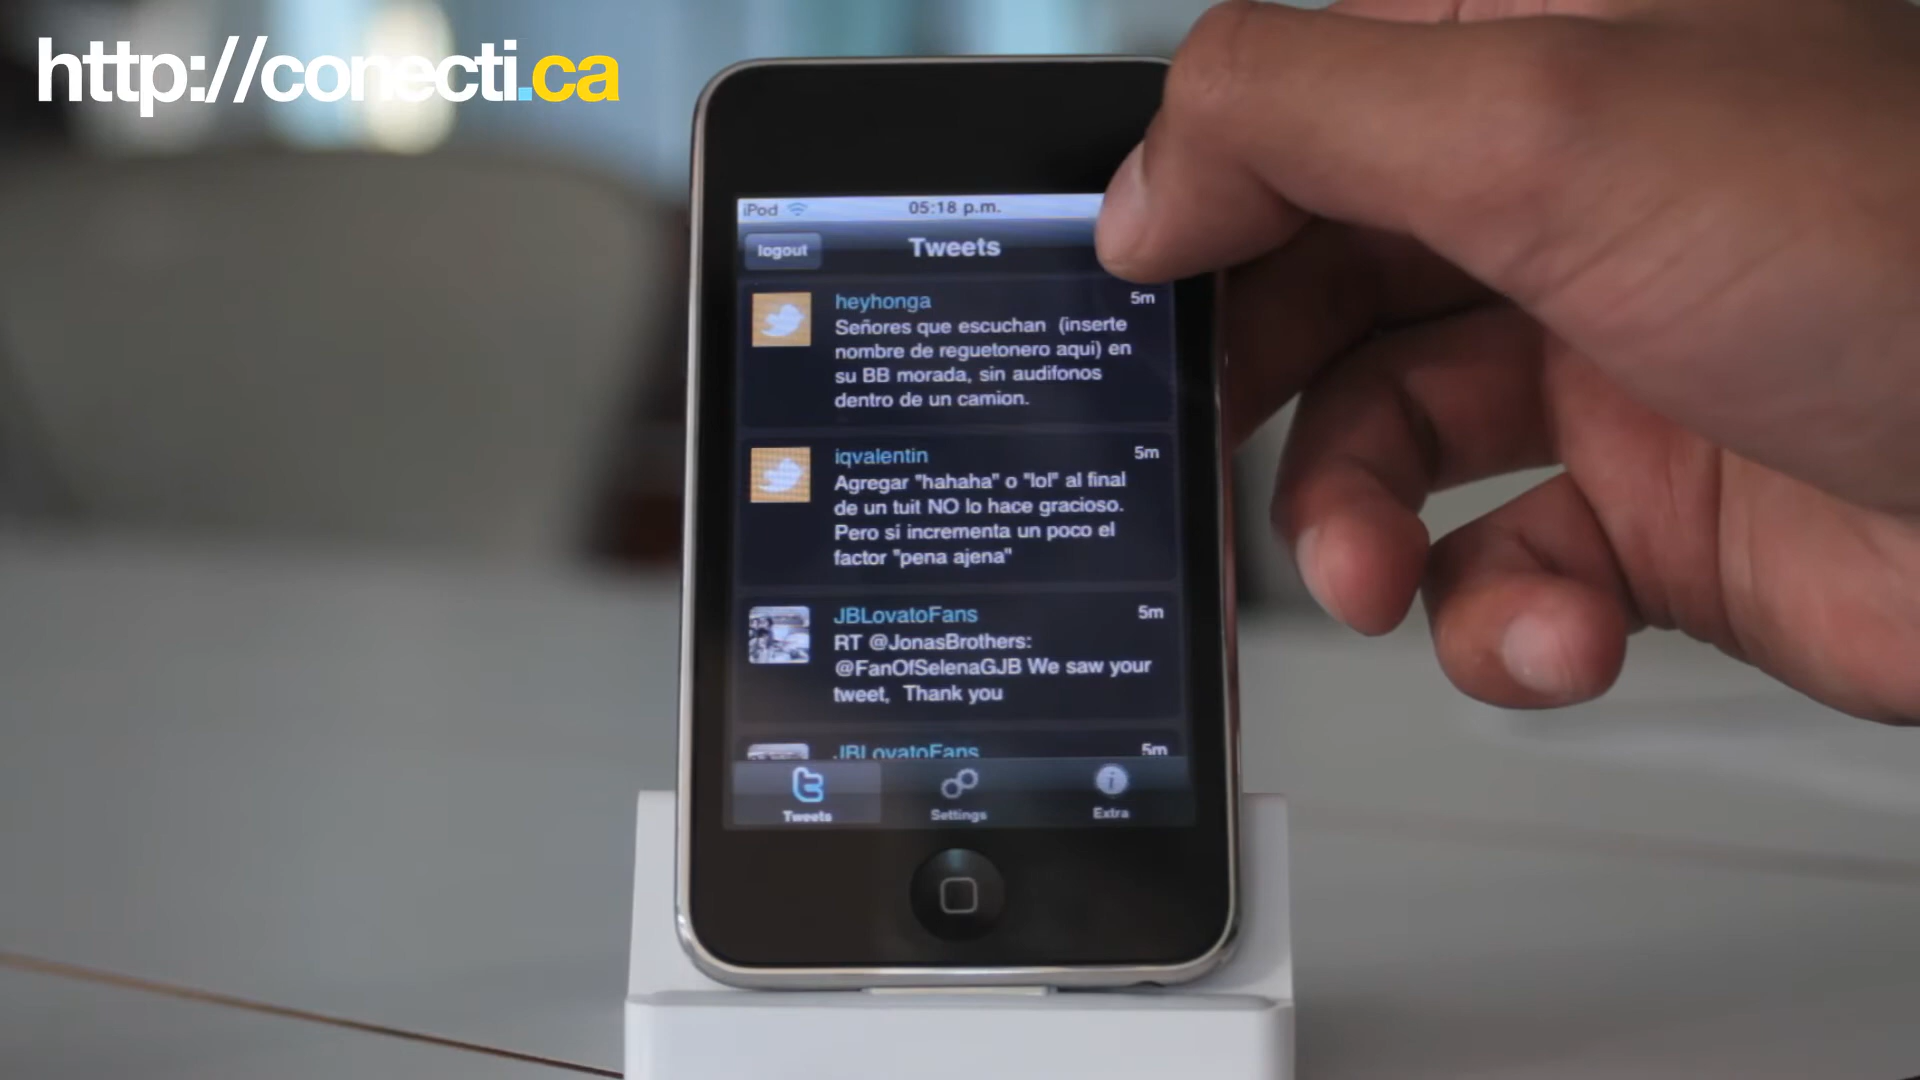 http://conecti.ca
iPod
05:18 p.m.
logout
Tweets
heyhonga
5m
Señores que escuchan (inserte
nombre de reguetonero aqui) en
su BB morada, sin audifonos
dentro de un camion.
iqvalentin
5m
Agregar "hahaha" o "lol" al final
de un tuit NO lo hace gracioso.
Pero sí incrementa un poco el
factor "pena ajena"
JBLovatoFans
5m
RT @JonasBrothers:
@FanOfSelenaGJB We saw your
tweet, Thank you
JBLovatoFans
5m
Tweets
Settings
Extra